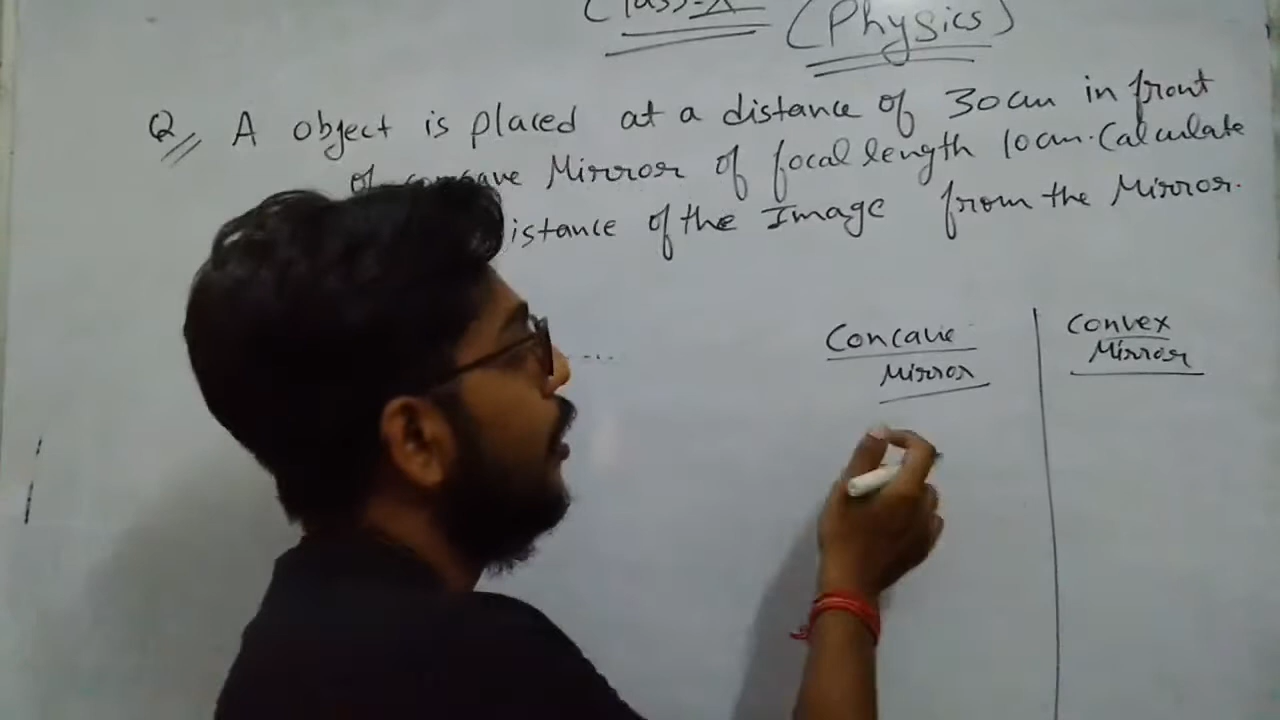 Class-X (Physics)
Q A object is placed at a distance of 30cm in front
of concave Mirror of focal length 10cm. Calculate
istance of the Image from the Mirror.
Concave
Mirror
Convex
Mirror